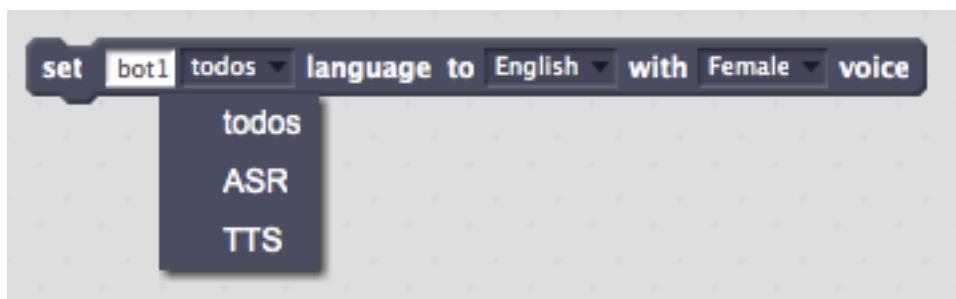 set bot1 todos language to English with Female voice
todos
ASR
TTS